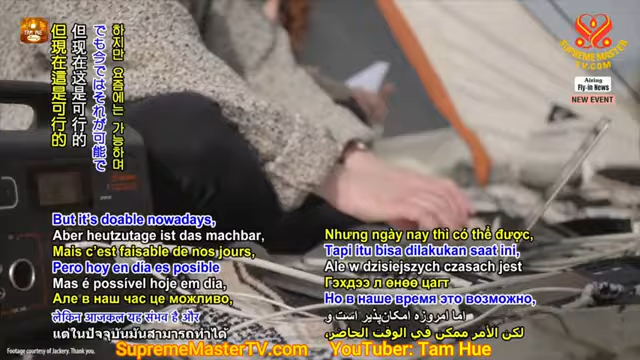 SUPREME MASTER
TV.COM
Airing
Fly-in News
NEW EVENT
但現在這是可行的
但现在这是可行的
でも今ではそれが可能で
하지만 요즘에는 가능하며
But it's doable nowadays,
Aber heutzutage ist das machbar,
Mais c'est faisable de nos jours,
Pero hoy en día es posible
Mas é possível hoje em dia,
Але в наш час це можливо,
लेकिन आजकल यह संभव है और
แต่ในปัจจุบันมันสามารถทำได้
Nhưng ngày nay thì có thể được,
Tapi itu bisa dilakukan saat ini,
Ale w dzisiejszych czasach jest
Гэхдээ л өнөө цагт
Но в наше время это возможно,
اما امروزه امکان‌پذیر است و
لكن الأمر ممكن في الوقت الحاضر،
Footage courtesy of Jackery. Thank you.
SupremeMasterTV.com
YouTuber: Tam Hue